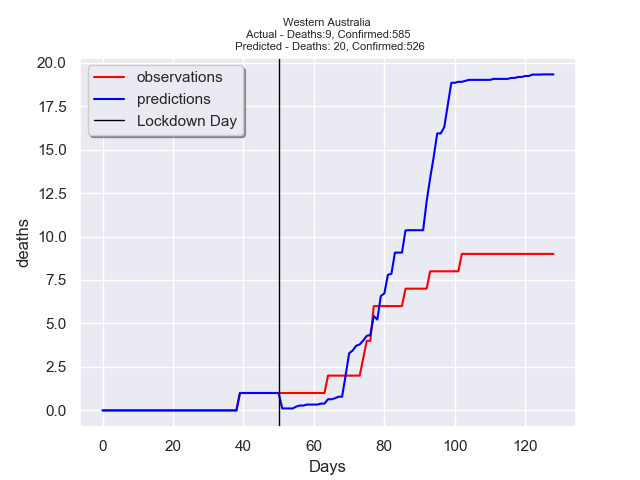 Western Australia
Actual - Deaths:9, Confirmed:585
Predicted - Deaths: 20, Confirmed:526
observations
predictions
Lockdown Day
20.0
17.5
15.0
12.5
10.0
7.5
5.0
2.5
0.0
deaths
0 20 40 60 80 100 120
Days